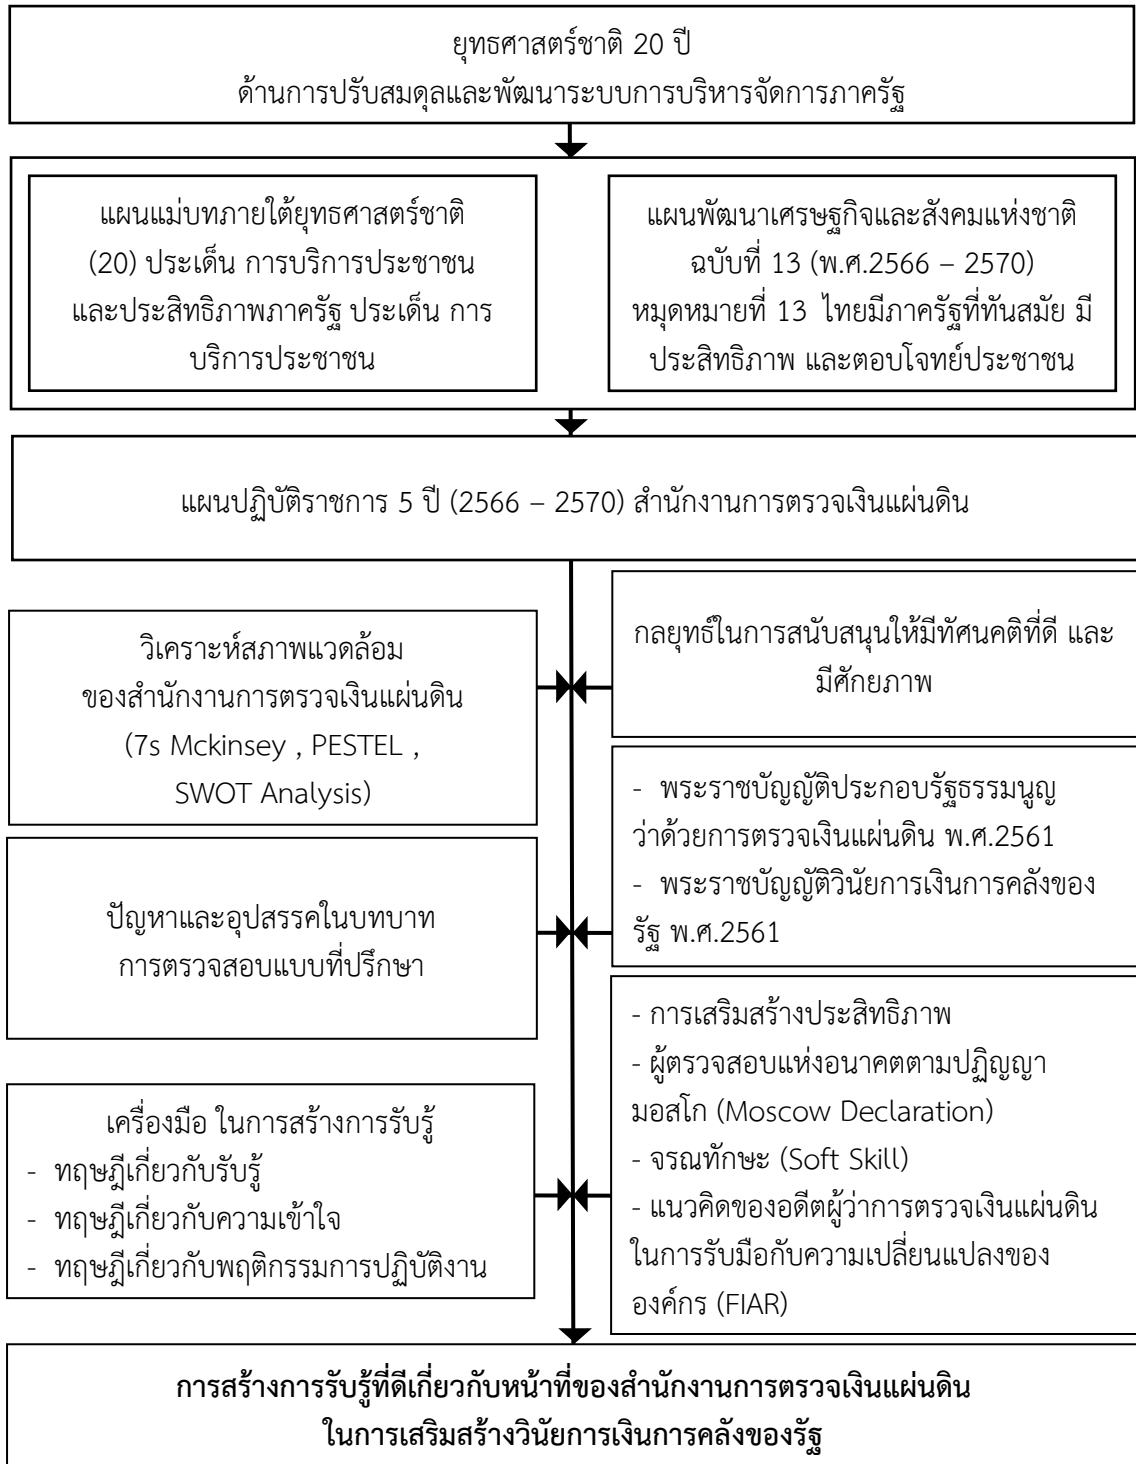 ยุทธศาสตร์ชาติ 20 ปี
ด้านการปรับสมดุลและพัฒนาระบบการบริหารจัดการภาครัฐ
แผนแม่บทภายใต้ยุทธศาสตร์ชาติ
(20) ประเด็น การบริการประชาชน
และประสิทธิภาพภาครัฐ ประเด็น การ
บริการประชาชน
แผนพัฒนาเศรษฐกิจและสังคมแห่งชาติ
ฉบับที่ 13 (พ.ศ.2566 – 2570)
หมุดหมายที่ 13 ไทยมีภาครัฐที่ทันสมัย มี
ประสิทธิภาพ และตอบโจทย์ประชาชน
แผนปฏิบัติราชการ 5 ปี (2566 – 2570) สำนักงานการตรวจเงินแผ่นดิน
วิเคราะห์สภาพแวดล้อม
ของสำนักงานการตรวจเงินแผ่นดิน
(7s Mckinsey , PESTEL ,
SWOT Analysis)
กลยุทธ์ในการสนับสนุนให้มีทัศนคติที่ดี และ
มีศักยภาพ
- พระราชบัญญัติประกอบรัฐธรรมนูญ
ว่าด้วยการตรวจเงินแผ่นดิน พ.ศ.2561
- พระราชบัญญัติวินัยการเงินการคลังของ
รัฐ พ.ศ.2561
ปัญหาและอุปสรรคในบทบาท
การตรวจสอบแบบที่ปรึกษา
- การเสริมสร้างประสิทธิภาพ
- ผู้ตรวจสอบแห่งอนาคตตามปฏิญญา
มอสโก (Moscow Declaration)
- จรณทักษะ (Soft Skill)
- แนวคิดของอดีตผู้ว่าการตรวจเงินแผ่นดิน
ในการรับมือกับความเปลี่ยนแปลงของ
องค์กร (FIAR)
เครื่องมือ ในการสร้างการรับรู้
- ทฤษฎีเกี่ยวกับรับรู้
- ทฤษฎีเกี่ยวกับความเข้าใจ
- ทฤษฎีเกี่ยวกับพฤติกรรมการปฏิบัติงาน
การสร้างการรับรู้ที่ดีเกี่ยวกับหน้าที่ของสำนักงานการตรวจเงินแผ่นดิน
ในการเสริมสร้างวินัยการเงินการคลังของรัฐ